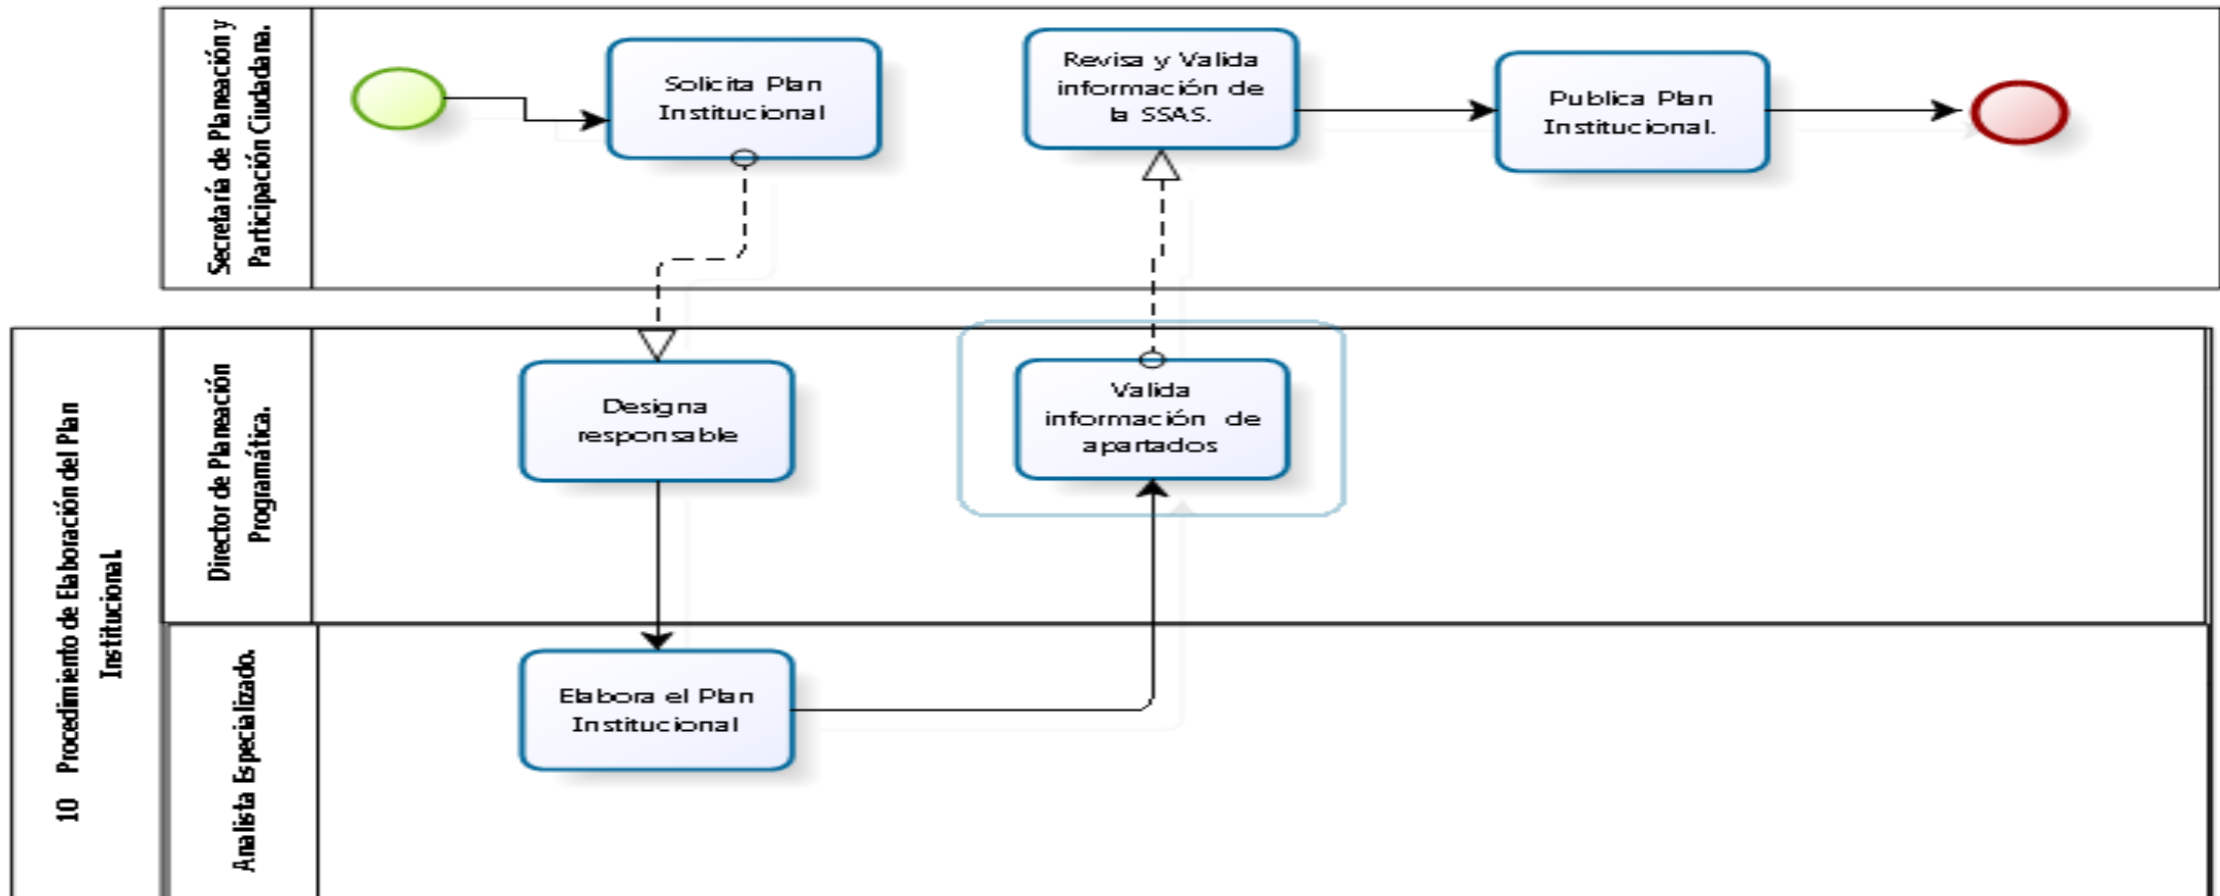 Secretaría de Planeación y
Participación Ciudadana.
Solicita Plan
Institucional
Revisa y Valida
información de
la SSAS.
Publica Plan
Institucional.
10 Procedimiento de Elaboración del Plan
Institucional.
Director de Planeación
Programática.
Designa
responsable
Valida
información de
apartados
Analista Especializado.
Elabora el Plan
Institucional